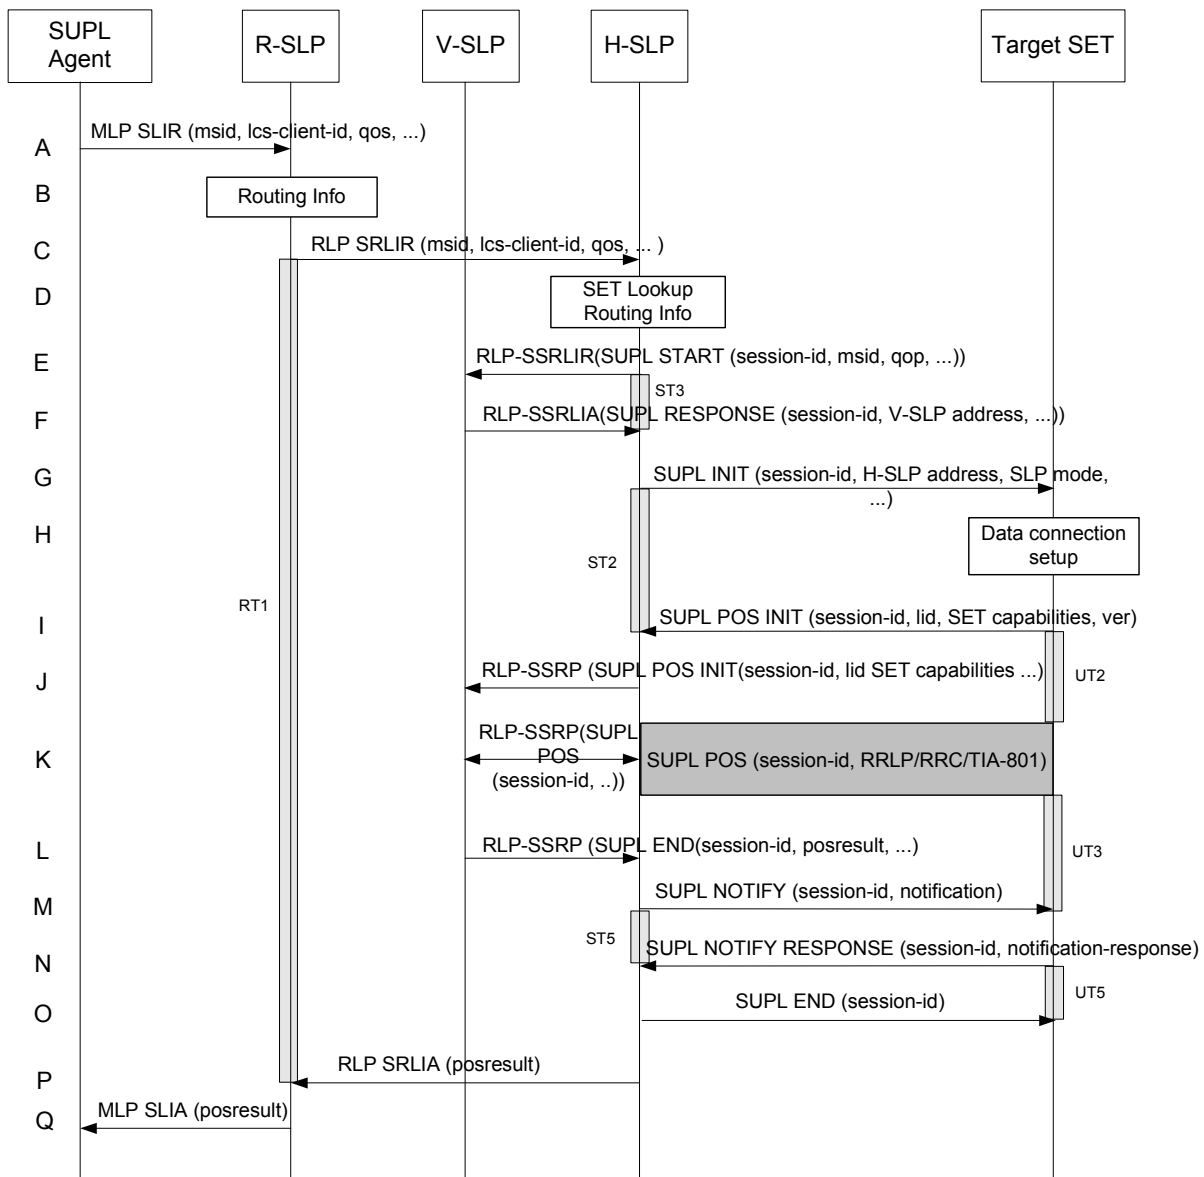 SUPL
Agent
R-SLP
V-SLP
H-SLP
Target SET
A
MLP SLIR (msid, lcs-client-id, qos, ...)
B
Routing Info
C
RLP SRLIR (msid, lcs-client-id, qos, ... )
D
SET Lookup
Routing Info
E
RLP-SSRLIR(SUPL START (session-id, msid, qop, ...))
ST3
F
RLP-SSRLIA(SUPL RESPONSE (session-id, V-SLP address, ...))
G
SUPL INIT (session-id, H-SLP address, SLP mode,
...)
H
Data connection
setup
ST2
RT1
I
SUPL POS INIT (session-id, lid, SET capabilities, ver)
J
RLP-SSRP (SUPL POS INIT(session-id, lid SET capabilities ...)
UT2
K
RLP-SSRP(SUPL
POS
(session-id, ..))
SUPL POS (session-id, RRLP/RRC/TIA-801)
L
RLP-SSRP (SUPL END(session-id, posresult, ...)
UT3
M
SUPL NOTIFY (session-id, notification)
ST5
N
SUPL NOTIFY RESPONSE (session-id, notification-response)
UT5
O
SUPL END (session-id)
P
RLP SRLIA (posresult)
Q
MLP SLIA (posresult)